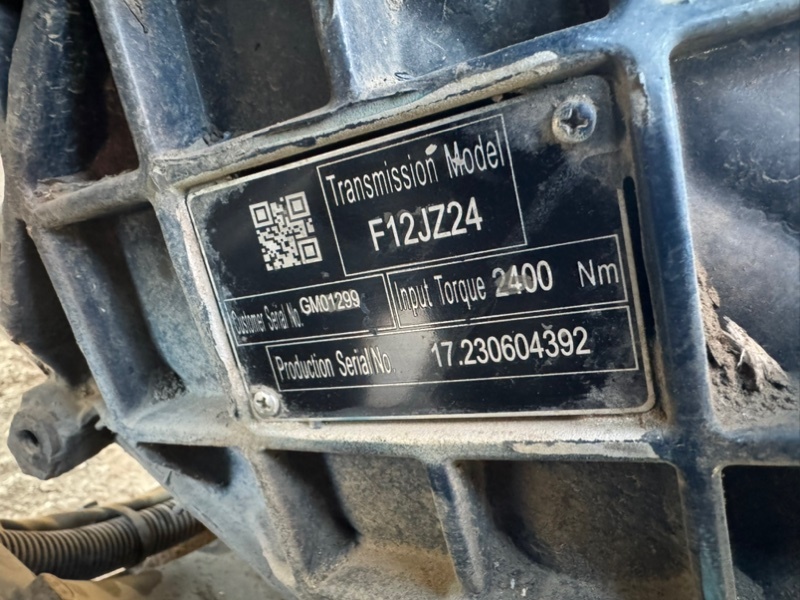 Transmission Model
F12JZ24
Customer Serial No. GM01299
Input Torque 2400 Nm
Production Serial No. 17.230604392